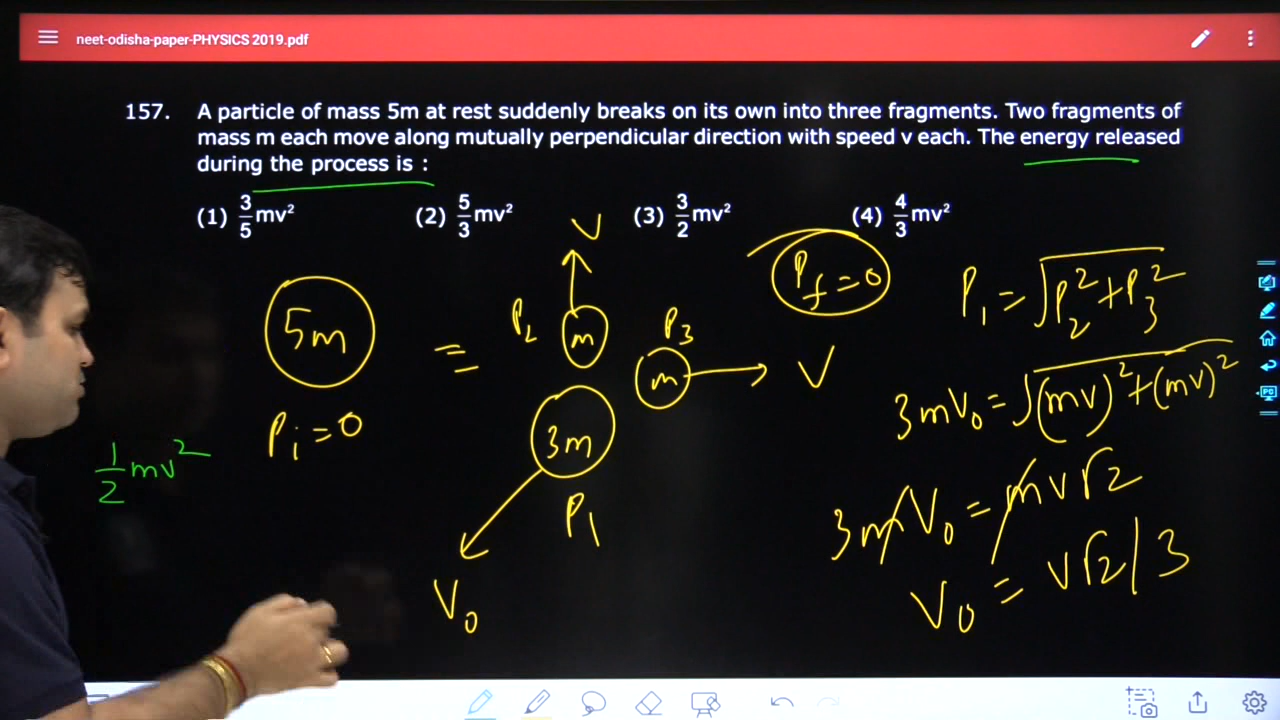 neet-odisha-paper-PHYSICS 2019.pdf
157. A particle of mass 5m at rest suddenly breaks on its own into three fragments. Two fragments of
mass m each move along mutually perpendicular direction with speed v each. The energy released
during the process is :
(1) 3/5 mv² (2) 5/3 mv² (3) 3/2 mv² (4) 4/3 mv²
V
P_f = 0
P₁ = √(P₂² + P₃²)
5m
=
P₂
m
P₃
m
V
3mV₀ = √((mv)² + (mv)²)
P_i = 0
3m
P₁
1/2 mv²
3mV₀ = mv√2
V₀
V₀ = v√2/3